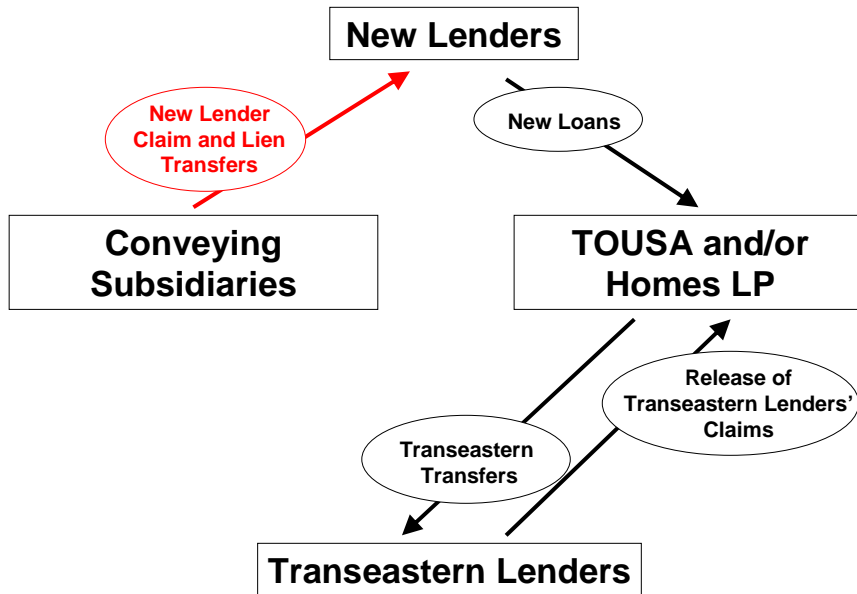 New Lenders
New Lender
Claim and Lien
Transfers
New Loans
Conveying
Subsidiaries
TOUSA and/or
Homes LP
Release of
Transeastern Lenders’
Claims
Transeastern
Transfers
Transeastern Lenders